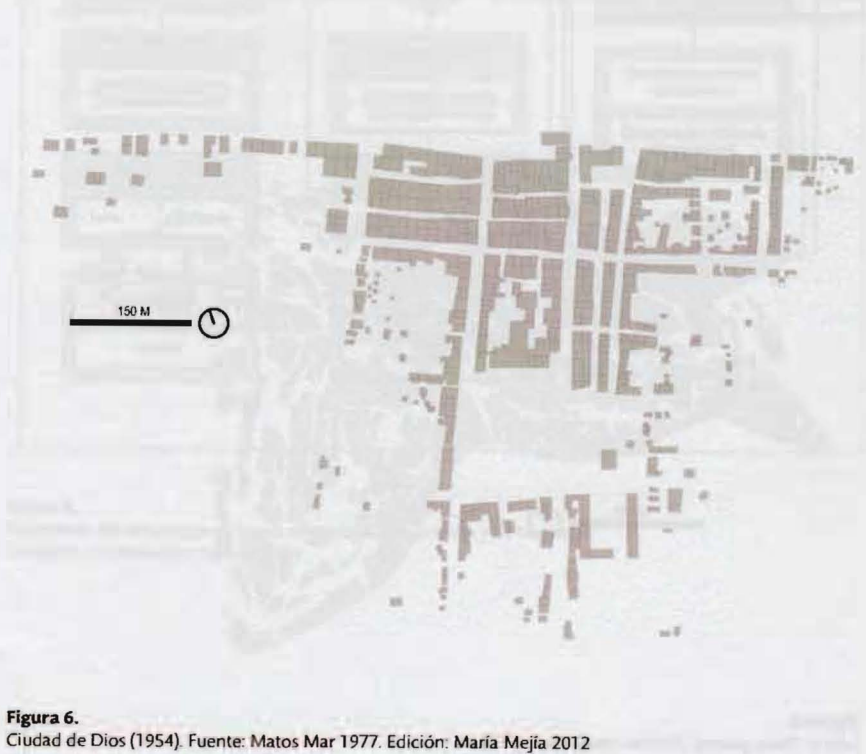 150 M
Figura 6.
Ciudad de Dios (1954). Fuente: Matos Mar 1977. Edición: María Mejía 2012